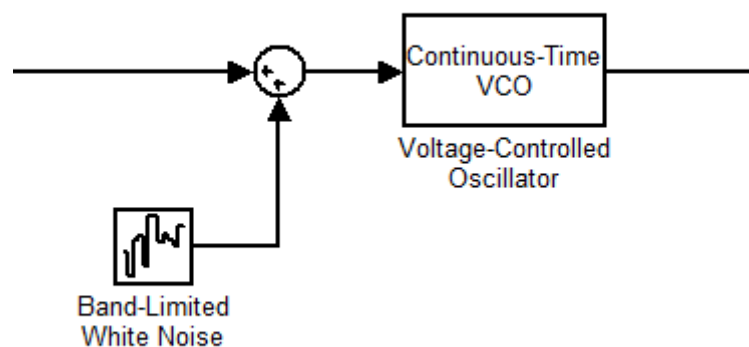 Continuous-Time
VCO
Voltage-Controlled
Oscillator
Band-Limited
White Noise